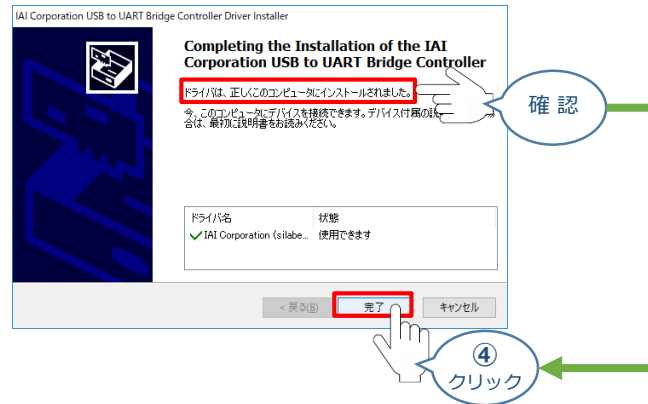 IAI Corporation USB to UART Bridge Controller Driver Installer
Completing the Installation of the IAI
Corporation USB to UART Bridge Controller
ドライバは、正しくこのコンピュータにインストールされました。
確 認
今、このコンピュータにデバイスを接続できます。デバイス付属の説
合は、最初に説明書をお読みください。
ドライバ名 状態
IAI Corporation (silabe... 使用できます
< 戻る(B) 完了 キャンセル
④
クリック